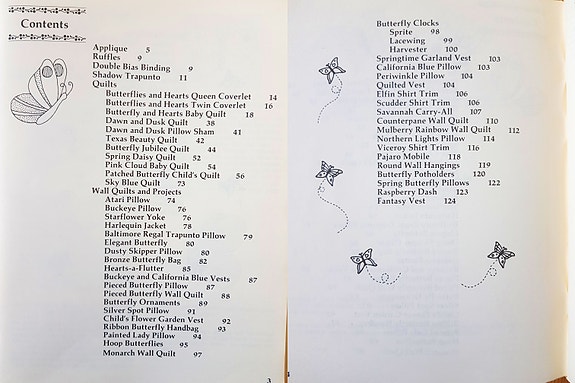 Contents
Applique 5
Ruffles 9
Double Bias Binding 9
Shadow Trapunto 11
Quilts
Butterflies and Hearts Queen Coverlet 14
Butterflies and Hearts Twin Coverlet 16
Butterfly and Hearts Baby Quilt 18
Dawn and Dusk Quilt 38
Dawn and Dusk Pillow Sham 41
Texas Beauty Quilt 42
Butterfly Jubilee Quilt 44
Spring Daisy Quilt 52
Pink Cloud Baby Quilt 54
Patched Butterfly Child's Quilt 56
Sky Blue Quilt 73
Wall Quilts and Projects
Atari Pillow 74
Buckeye Pillow 76
Starflower Yoke 76
Harlequin Jacket 78
Baltimore Regal Trapunto Pillow 79
Elegant Butterfly 80
Dusty Skipper Pillow 80
Bronze Butterfly Bag 82
Hearts-a-Flutter 85
Buckeye and California Blue Vests 87
Pieced Butterfly Pillow 87
Pieced Butterfly Wall Quilt 88
Butterfly Ornaments 89
Silver Spot Pillow 91
Child's Flower Garden Vest 92
Ribbon Butterfly Handbag 93
Painted Lady Pillow 94
Hoop Butterflies 95
Monarch Wall Quilt 97
3
Butterfly Clocks
Sprite 98
Lacewing 99
Harvester 100
Springtime Garland Vest 103
California Blue Pillow 103
Periwinkle Pillow 104
Quilted Vest 104
Elfin Shirt Trim 106
Scudder Shirt Trim 106
Savannah Carry-All 107
Counterpane Wall Quilt 110
Mulberry Rainbow Wall Quilt 112
Northern Lights Pillow 114
Viceroy Shirt Trim 116
Pajaro Mobile 118
Round Wall Hangings 119
Butterfly Potholders 120
Spring Butterfly Pillows 122
Raspberry Dash 123
Fantasy Vest 124